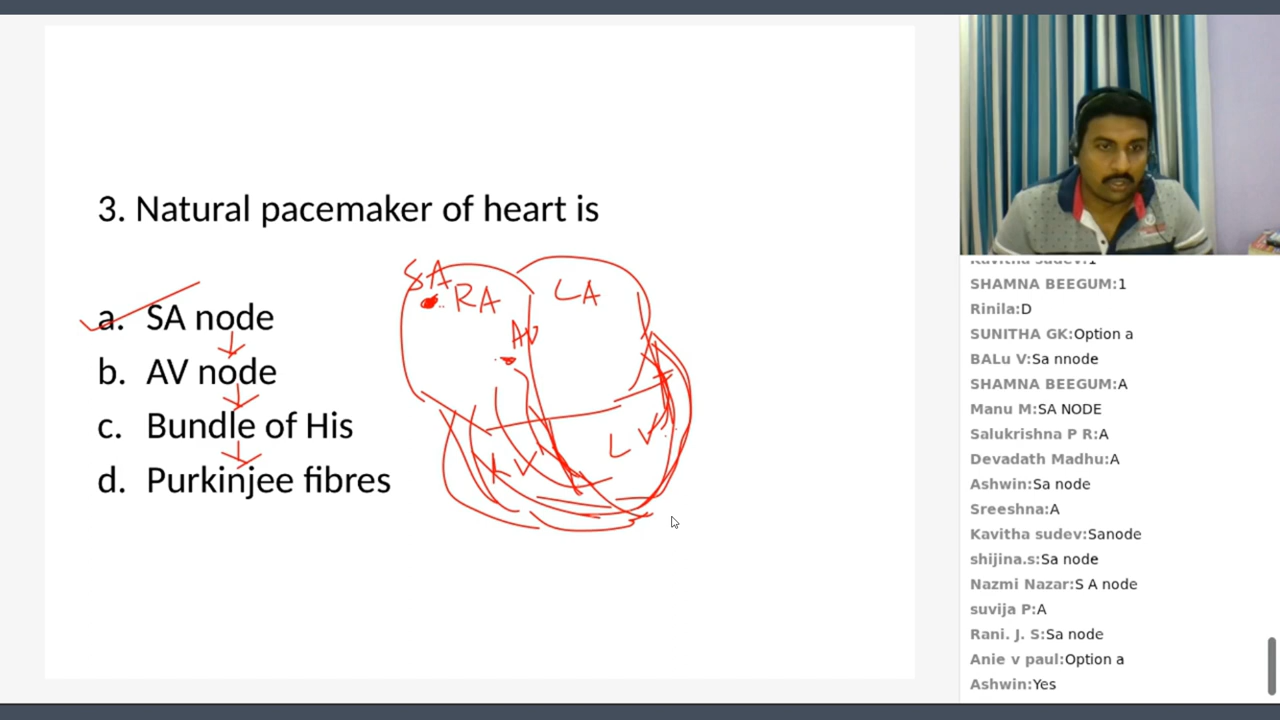 3. Natural pacemaker of heart is
a. SA node
b. AV node
c. Bundle of His
d. Purkinjee fibres
SA
RA
LA
AV
LV
SHAMNA BEEGUM:1
Rinila:D
SUNITHA GK:Option a
BALu V:Sa nnode
SHAMNA BEEGUM:A
Manu M:SA NODE
Salukrishna P R:A
Devadath Madhu:A
Ashwin:Sa node
Sreeshna:A
Kavitha sudev:Sanode
shijina.s:Sa node
Nazmi Nazar:S A node
suvija P:A
Rani. J. S:Sa node
Anie v paul:Option a
Ashwin:Yes